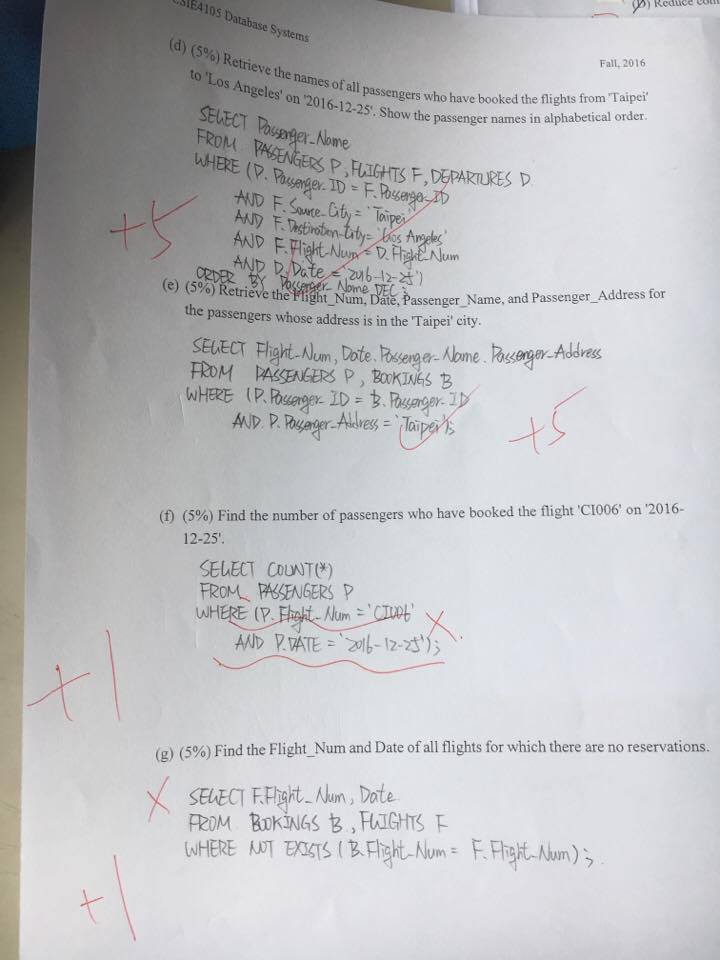 CSIE4105 Database Systems
Reduce
Fall, 2016
(d) (5%) Retrieve the names of all passengers who have booked the flights from 'Taipei'
to 'Los Angeles' on '2016-12-25'. Show the passenger names in alphabetical order.
SELECT Passenger_Name
FROM PASSENGERS P, FLIGHTS F, DEPARTURES D
WHERE (P. Passenger_ID = F. Passenger_ID
AND F. Source_City = 'Taipei'
AND F. Destination_City = 'Los Angeles'
AND F. Flight_Num = D. Flight_Num
AND D. Date = '2016-12-25')
ORDER BY Passenger_Name DEC;
+5
(e) (5%) Retrieve the Flight_Num, Date, Passenger_Name, and Passenger_Address for
the passengers whose address is in the 'Taipei' city.
SELECT Flight_Num, Date. Passenger_Name. Passenger_Address
FROM PASSENGERS P, BOOKINGS B
WHERE (P. Passenger_ID = B. Passenger_ID
AND. P. Passenger_Address = 'Taipei');
+5
(f) (5%) Find the number of passengers who have booked the flight 'CI006' on '2016-
12-25'.
SELECT COUNT(*)
FROM PASSENGERS P
WHERE (P. Flight_Num = 'CI006'
AND P.DATE = '2016-12-25');
+1
(g) (5%) Find the Flight_Num and Date of all flights for which there are no reservations.
SELECT F.Flight_Num, Date
FROM BOOKINGS B, FLIGHTS F
WHERE NOT EXISTS (B.Flight_Num = F.Flight_Num);
+1